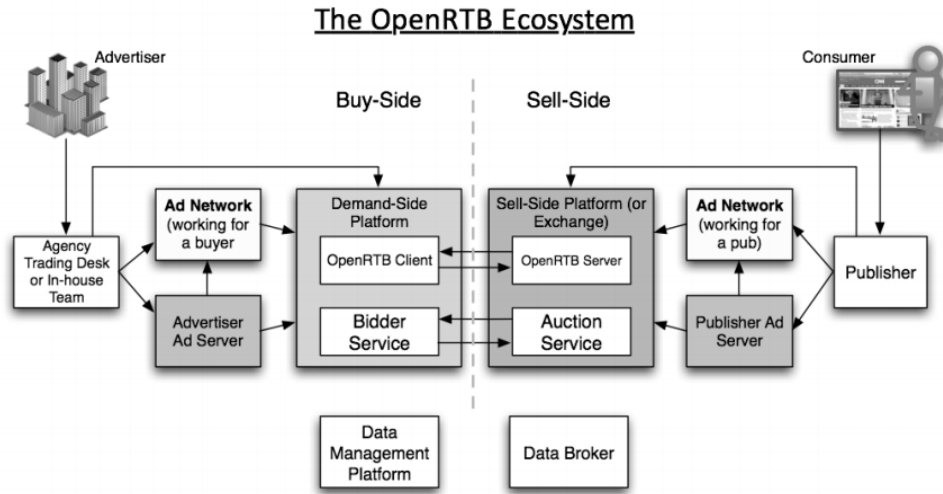 The OpenRTB Ecosystem
Advertiser
Consumer
Buy-Side
Sell-Side
Agency
Trading Desk
or In-house
Team
Ad Network
(working for
a buyer
Advertiser
Ad Server
Demand-Side
Platform
OpenRTB Client
Bidder
Service
Sell-Side Platform (or
Exchange)
OpenRTB Server
Auction
Service
Ad Network
(working for
a pub)
Publisher Ad
Server
Publisher
Data
Management
Platform
Data Broker